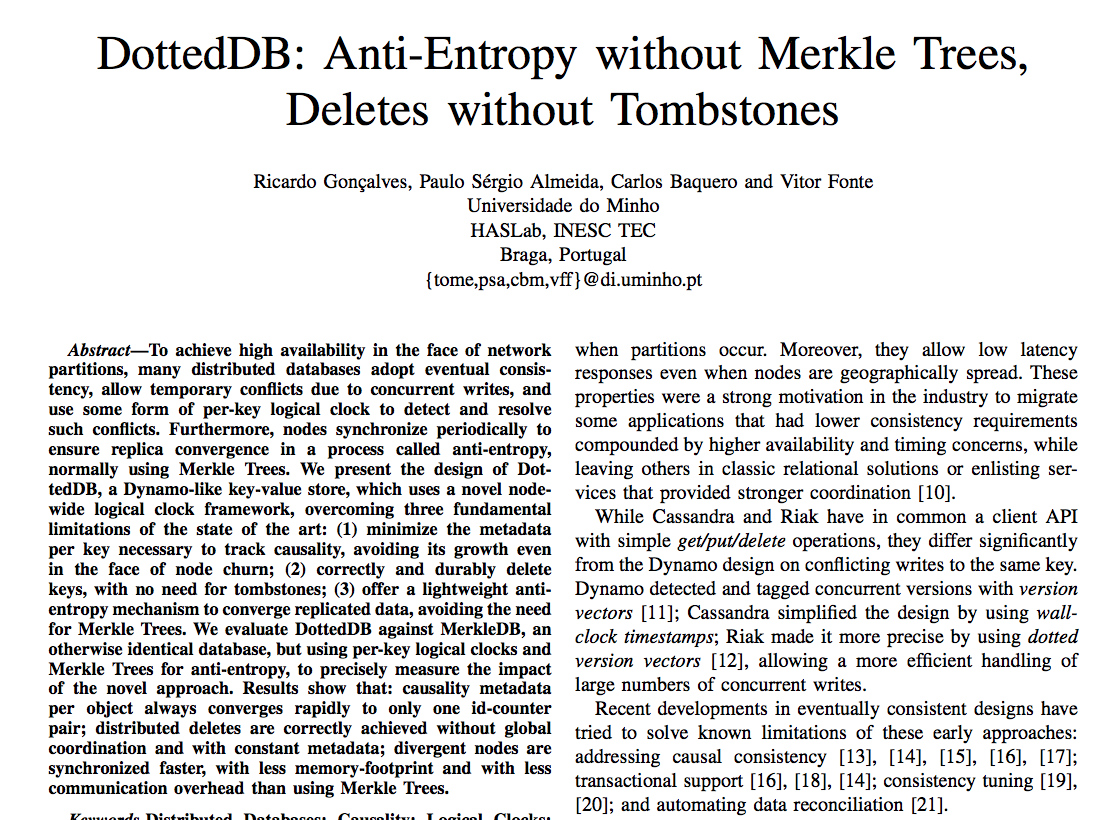 DottedDB: Anti-Entropy without Merkle Trees,
Deletes without Tombstones
Ricardo Gonçalves, Paulo Sérgio Almeida, Carlos Baquero and Vitor Fonte
Universidade do Minho
HASLab, INESC TEC
Braga, Portugal
{tome,psa,cbm,vff}@di.uminho.pt
Abstract—To achieve high availability in the face of network
partitions, many distributed databases adopt eventual consis-
tency, allow temporary conflicts due to concurrent writes, and
use some form of per-key logical clock to detect and resolve
such conflicts. Furthermore, nodes synchronize periodically to
ensure replica convergence in a process called anti-entropy,
normally using Merkle Trees. We present the design of Dot-
tedDB, a Dynamo-like key-value store, which uses a novel node-
wide logical clock framework, overcoming three fundamental
limitations of the state of the art: (1) minimize the metadata
per key necessary to track causality, avoiding its growth even
in the face of node churn; (2) correctly and durably delete
keys, with no need for tombstones; (3) offer a lightweight anti-
entropy mechanism to converge replicated data, avoiding the need
for Merkle Trees. We evaluate DottedDB against MerkleDB, an
otherwise identical database, but using per-key logical clocks and
Merkle Trees for anti-entropy, to precisely measure the impact
of the novel approach. Results show that: causality metadata
per object always converges rapidly to only one id-counter
pair; distributed deletes are correctly achieved without global
coordination and with constant metadata; divergent nodes are
synchronized faster, with less memory-footprint and with less
communication overhead than using Merkle Trees.
Keywords-Distributed Databases; Causality; Logical Clocks;
when partitions occur. Moreover, they allow low latency
responses even when nodes are geographically spread. These
properties were a strong motivation in the industry to migrate
some applications that had lower consistency requirements
compounded by higher availability and timing concerns, while
leaving others in classic relational solutions or enlisting ser-
vices that provided stronger coordination [10].
While Cassandra and Riak have in common a client API
with simple get/put/delete operations, they differ significantly
from the Dynamo design on conflicting writes to the same key.
Dynamo detected and tagged concurrent versions with version
vectors [11]; Cassandra simplified the design by using wall-
clock timestamps; Riak made it more precise by using dotted
version vectors [12], allowing a more efficient handling of
large numbers of concurrent writes.
Recent developments in eventually consistent designs have
tried to solve known limitations of these early approaches:
addressing causal consistency [13], [14], [15], [16], [17];
transactional support [16], [18], [14]; consistency tuning [19],
[20]; and automating data reconciliation [21].